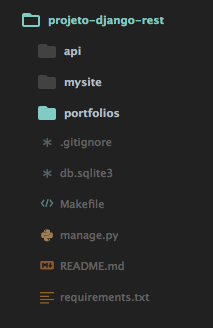 projeto-django-rest
api
mysite
portfolios
.gitignore
db.sqlite3
Makefile
manage.py
README.md
requirements.txt